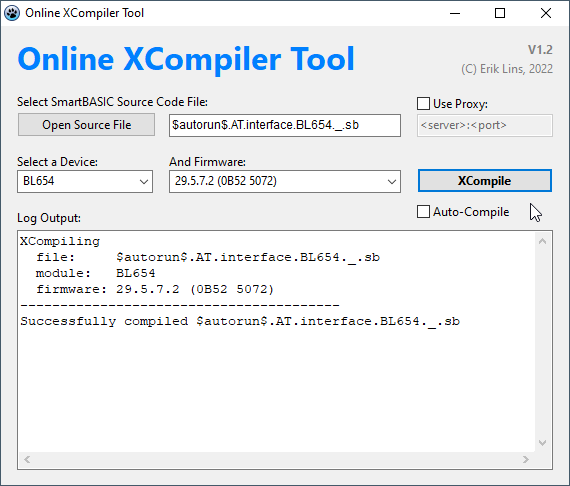 Online XCompiler Tool
Online XCompiler Tool
V1.2
(C) Erik Lins, 2022
Select SmartBASIC Source Code File:
Use Proxy:
Open Source File
$autorun$.AT.interface.BL654._.sb
<server>:<port>
Select a Device:
And Firmware:
BL654
29.5.7.2 (0B52 5072)
XCompile
Auto-Compile
Log Output:
XCompiling
file: $autorun$.AT.interface.BL654._.sb
module: BL654
firmware: 29.5.7.2 (0B52 5072)
----------------------------------------
Successfully compiled $autorun$.AT.interface.BL654._.sb